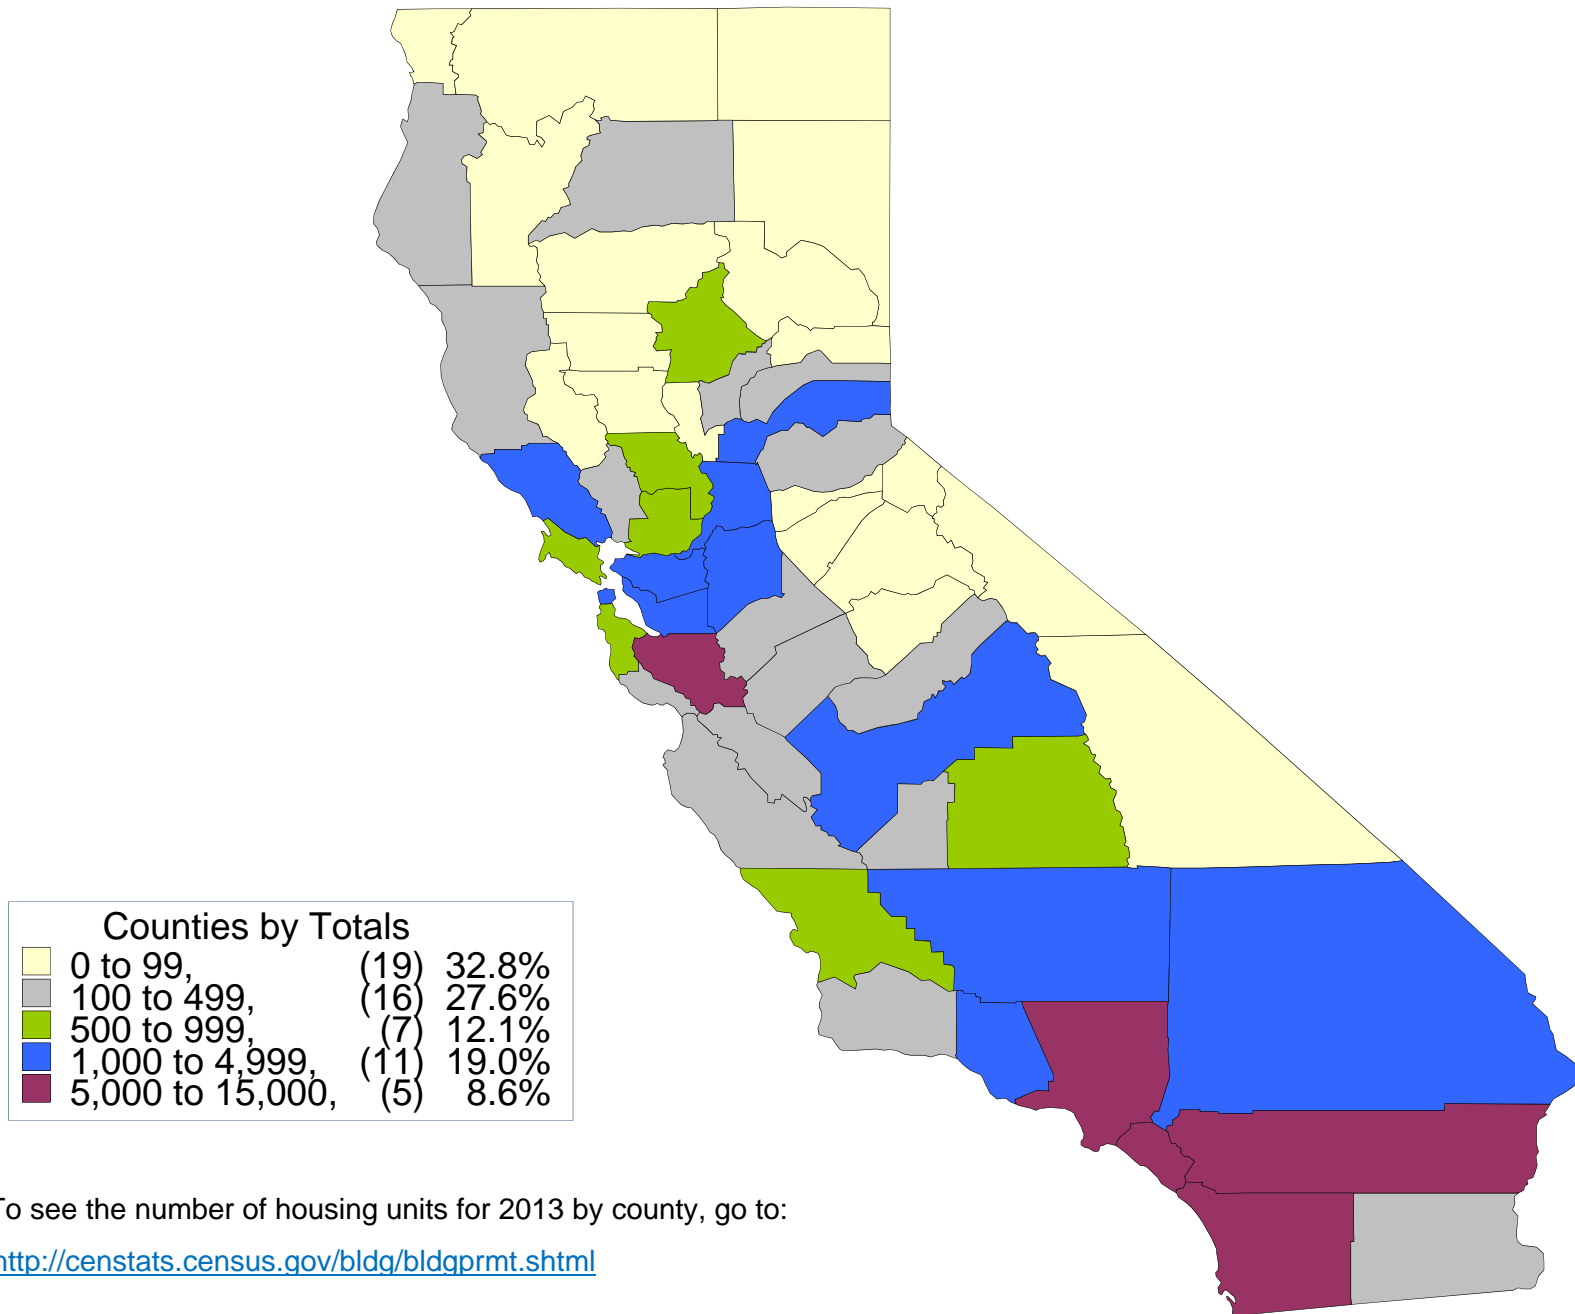 Counties by Totals
0 to 99, (19) 32.8%
100 to 499, (16) 27.6%
500 to 999, (7) 12.1%
1,000 to 4,999, (11) 19.0%
5,000 to 15,000, (5) 8.6%
To see the number of housing units for 2013 by county, go to:
http://censtats.census.gov/bldg/bldgprmt.shtml